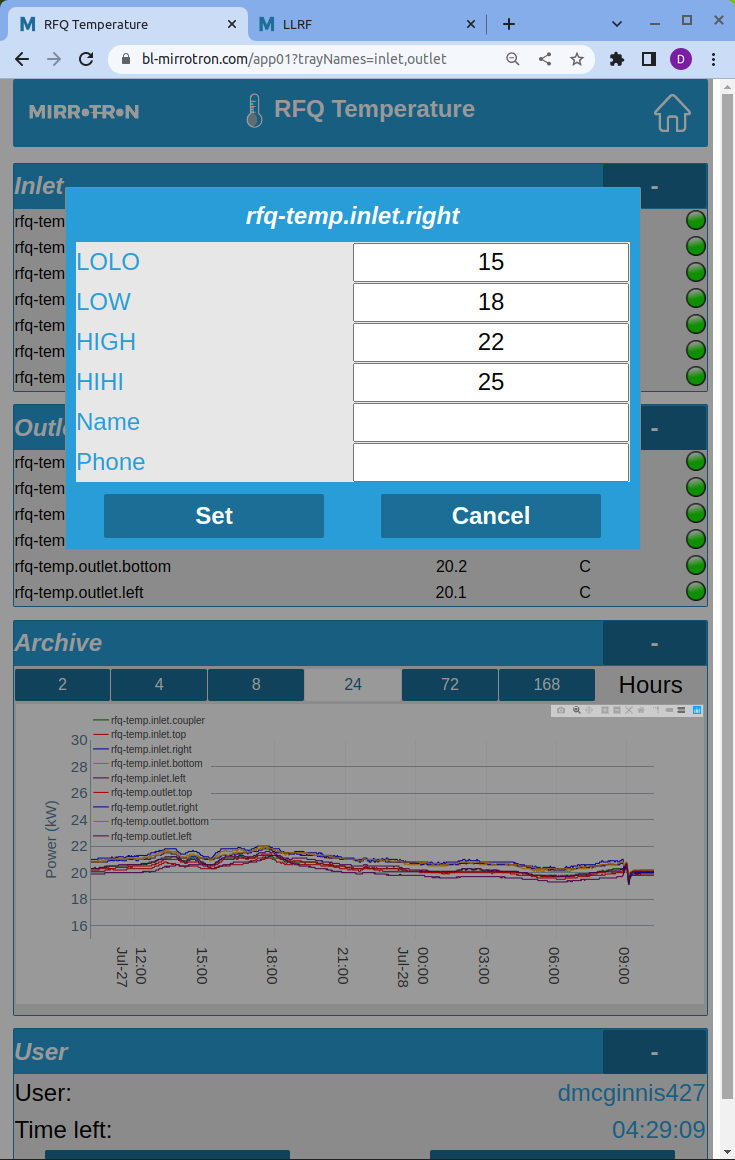 RFQ Temperature
LLRF
bl-mirrotron.com/app01?trayNames=inlet,outlet
D
MIRROTRON
RFQ Temperature
Inlet
-
rfq-tem
rfq-tem
rfq-tem
rfq-tem
rfq-tem
rfq-tem
rfq-tem
rfq-temp.inlet.right
LOLO 15
LOW 18
HIGH 22
HIHI 25
Name
Phone
Set Cancel
Outle
-
rfq-tem
rfq-tem
rfq-tem
rfq-tem
rfq-temp.outlet.bottom 20.2 C
rfq-temp.outlet.left 20.1 C
Archive -
2 4 8 24 72 168 Hours
rfq-temp.inlet.coupler
rfq-temp.inlet.top
rfq-temp.inlet.right
rfq-temp.inlet.bottom
rfq-temp.inlet.left
rfq-temp.outlet.top
rfq-temp.outlet.right
rfq-temp.outlet.bottom
rfq-temp.outlet.left
Power (kW)
30
28
26
24
22
20
18
16
12:00
Jul-27
15:00
18:00
21:00
00:00
Jul-28
03:00
06:00
09:00
User -
User: dmcginnis427
Time left: 04:29:09